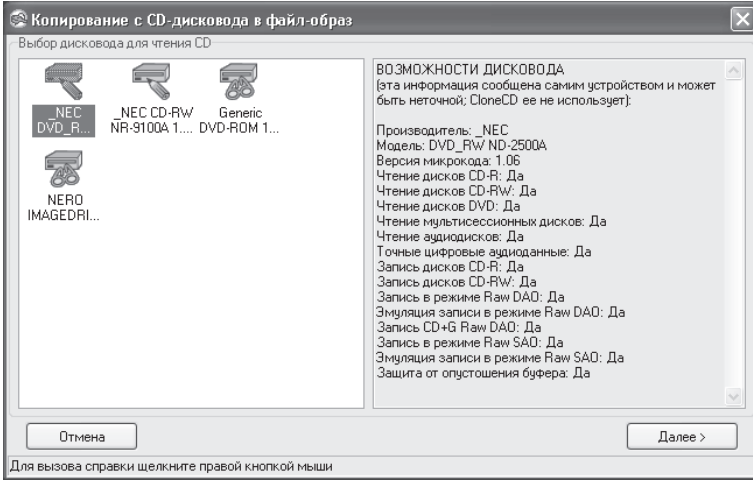 Копирование с CD-дисковода в файл-образ
Выбор дисковода для чтения CD
_NEC
DVD_R...
_NEC CD-RW
NR-9100A 1....
Generic
DVD-ROM 1...
NERO
IMAGEDRI...
ВОЗМОЖНОСТИ ДИСКОВОДА
(эта информация сообщена самим устройством и может
быть неточной; CloneCD ее не использует):
Производитель: _NEC
Модель: DVD_RW ND-2500A
Версия микрокода: 1.06
Чтение дисков CD-R: Да
Чтение дисков CD-RW: Да
Чтение дисков DVD: Да
Чтение мультисессионных дисков: Да
Чтение аудиодисков: Да
Точные цифровые аудиоданные: Да
Запись дисков CD-R: Да
Запись дисков CD-RW: Да
Запись в режиме Raw DAO: Да
Эмуляция записи в режиме Raw DAO: Да
Запись CD+G Raw DAO: Да
Запись в режиме Raw SAO: Да
Эмуляция записи в режиме Raw SAO: Да
Защита от опустошения буфера: Да
Отмена
Далее >
Для вызова справки щелкните правой кнопкой мыши